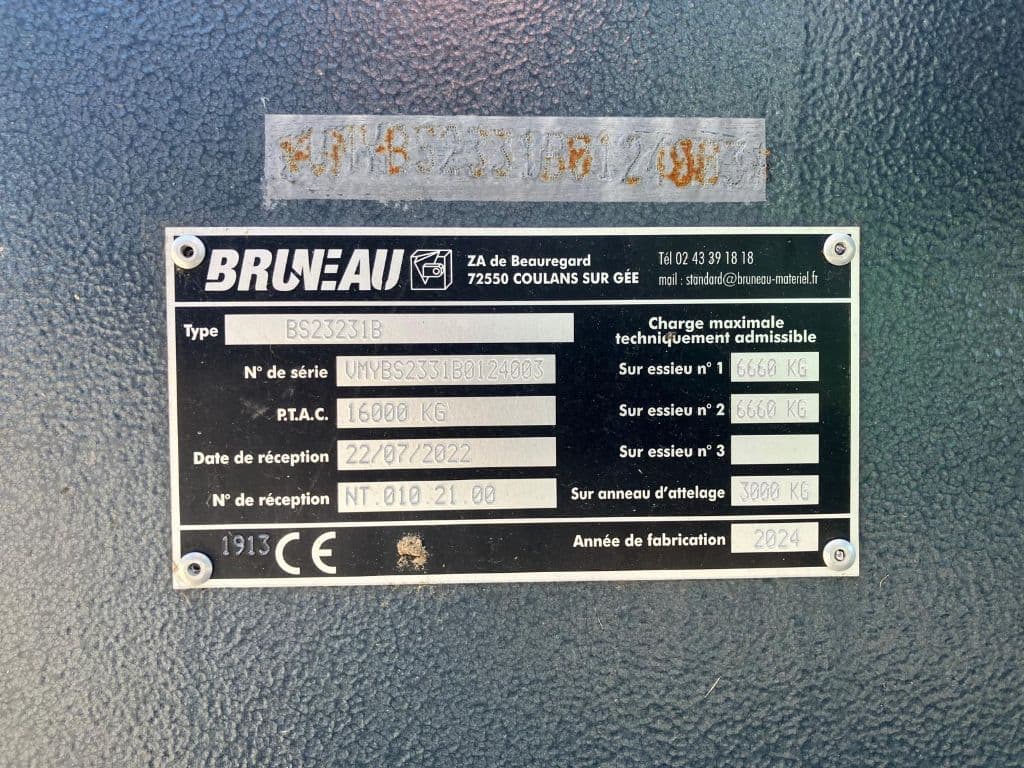 *VMYBS2331B0124003*
BRUNEAU
ZA de Beauregard
72550 COULANS SUR GÉE
Tél 02 43 39 18 18
mail : standard@bruneau-materiel.fr
Type BS23231B
N° de série VMYBS2331B0124003
P.T.A.C. 16000 KG
Date de réception 22/07/2022
N° de réception NT.010.21.00
Charge maximale
techniquement admissible
Sur essieu n° 1 6660 KG
Sur essieu n° 2 6660 KG
Sur essieu n° 3
Sur anneau d'attelage 3000 KG
1913 CE
Année de fabrication 2024